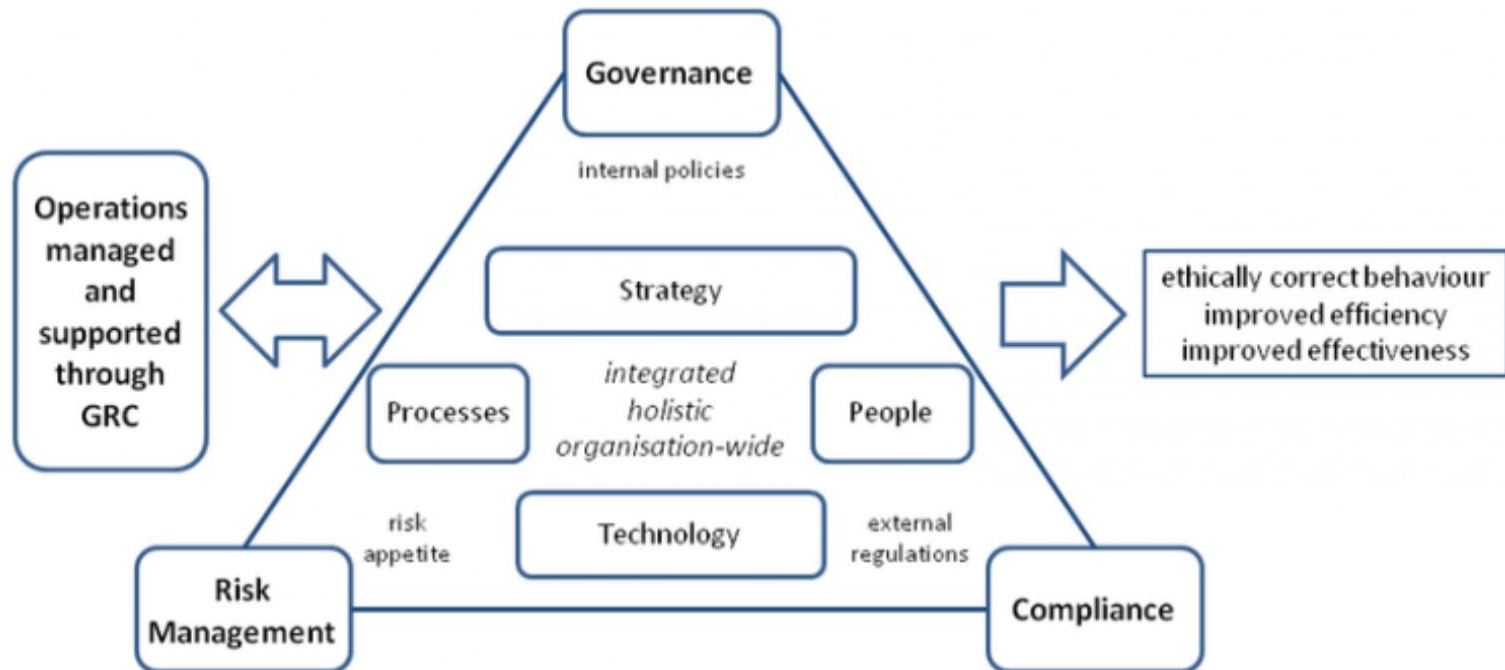 Governance
internal policies
Operations
managed
and
supported
through
GRC
Strategy
ethically correct behaviour
improved efficiency
improved effectiveness
Processes
integrated
holistic
organisation-wide
People
risk
appetite
Technology
external
regulations
Risk
Management
Compliance